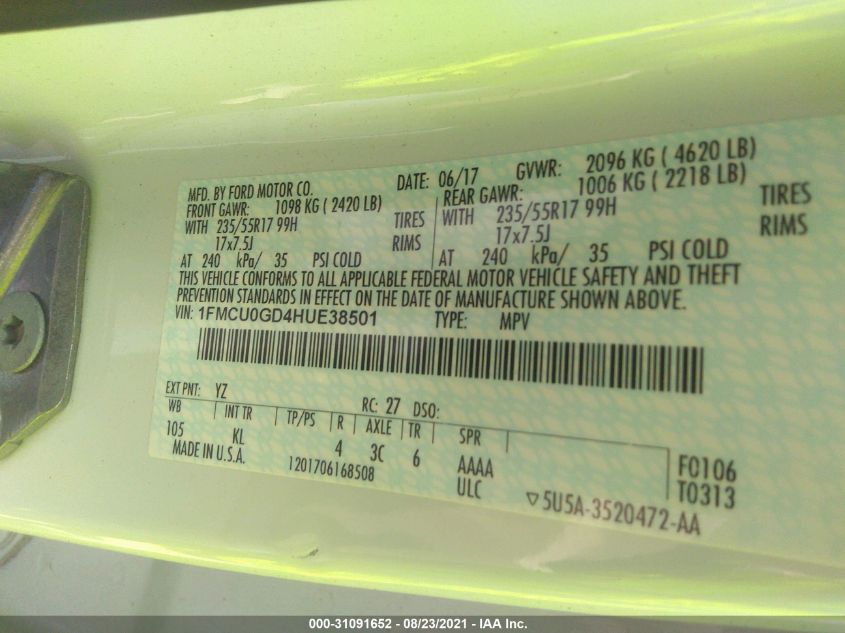 MFD. BY FORD MOTOR CO.
DATE: 06/17 GVWR: 2096 KG ( 4620 LB)
FRONT GAWR: 1098 KG ( 2420 LB) REAR GAWR: 1006 KG ( 2218 LB)
WITH 235/55R17 99H TIRES WITH 235/55R17 99H TIRES
17x7.5J RIMS 17x7.5J RIMS
AT 240 kPa/ 35 PSI COLD AT 240 kPa/ 35 PSI COLD
THIS VEHICLE CONFORMS TO ALL APPLICABLE FEDERAL MOTOR VEHICLE SAFETY AND THEFT
PREVENTION STANDARDS IN EFFECT ON THE DATE OF MANUFACTURE SHOWN ABOVE.
VIN: 1FMCU0GD4HUE38501 TYPE: MPV
EXT PNT: YZ RC: 27 DSO:
WB INT TR TP/PS R AXLE TR SPR
105 KL 4 3C 6 AAAA F0106
MADE IN U.S.A. 1201706168508 ULC T0313
▽5U5A-3520472-AA
000-31091652 - 08/23/2021 - IAA Inc.